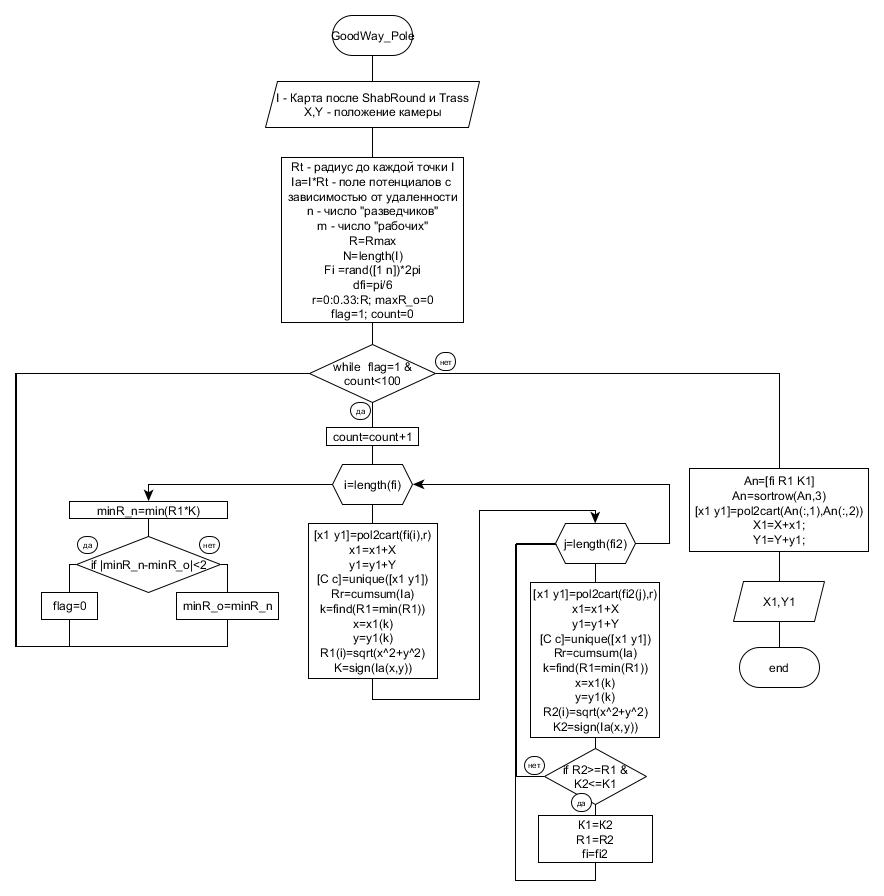 GoodWay_Pole
I - Карта после ShabRound и Trass
X,Y - положение камеры
Rt - радиус до каждой точки I
Ia=I*Rt - поле потенциалов с
зависимостью от удаленности
n - число "разведчиков"
m - число "рабочих"
R=Rmax
N=length(I)
Fi =rand([1 n])*2pi
dfi=pi/6
r=0:0.33:R; maxR_o=0
flag=1; count=0
while flag=1 &
count<100
нет
да
count=count+1
i=length(fi)
minR_n=min(R1*K)
да
нет
if |minR_n-minR_o|<2
flag=0
minR_o=minR_n
[x1 y1]=pol2cart(fi(i),r)
x1=x1+X
y1=y1+Y
[C c]=unique([x1 y1])
Rr=cumsum(Ia)
k=find(R1=min(R1))
x=x1(k)
y=y1(k)
R1(i)=sqrt(x^2+y^2)
K=sign(Ia(x,y))
j=length(fi2)
[x1 y1]=pol2cart(fi2(j),r)
x1=x1+X
y1=y1+Y
[C c]=unique([x1 y1])
Rr=cumsum(Ia)
k=find(R1=min(R1))
x=x1(k)
y=y1(k)
R2(i)=sqrt(x^2+y^2)
K2=sign(Ia(x,y))
нет
if R2>=R1 &
K2<=K1
да
K1=K2
R1=R2
fi=fi2
An=[fi R1 K1]
An=sortrow(An,3)
[x1 y1]=pol2cart(An(:,1),An(:,2))
X1=X+x1;
Y1=Y+y1;
X1,Y1
end